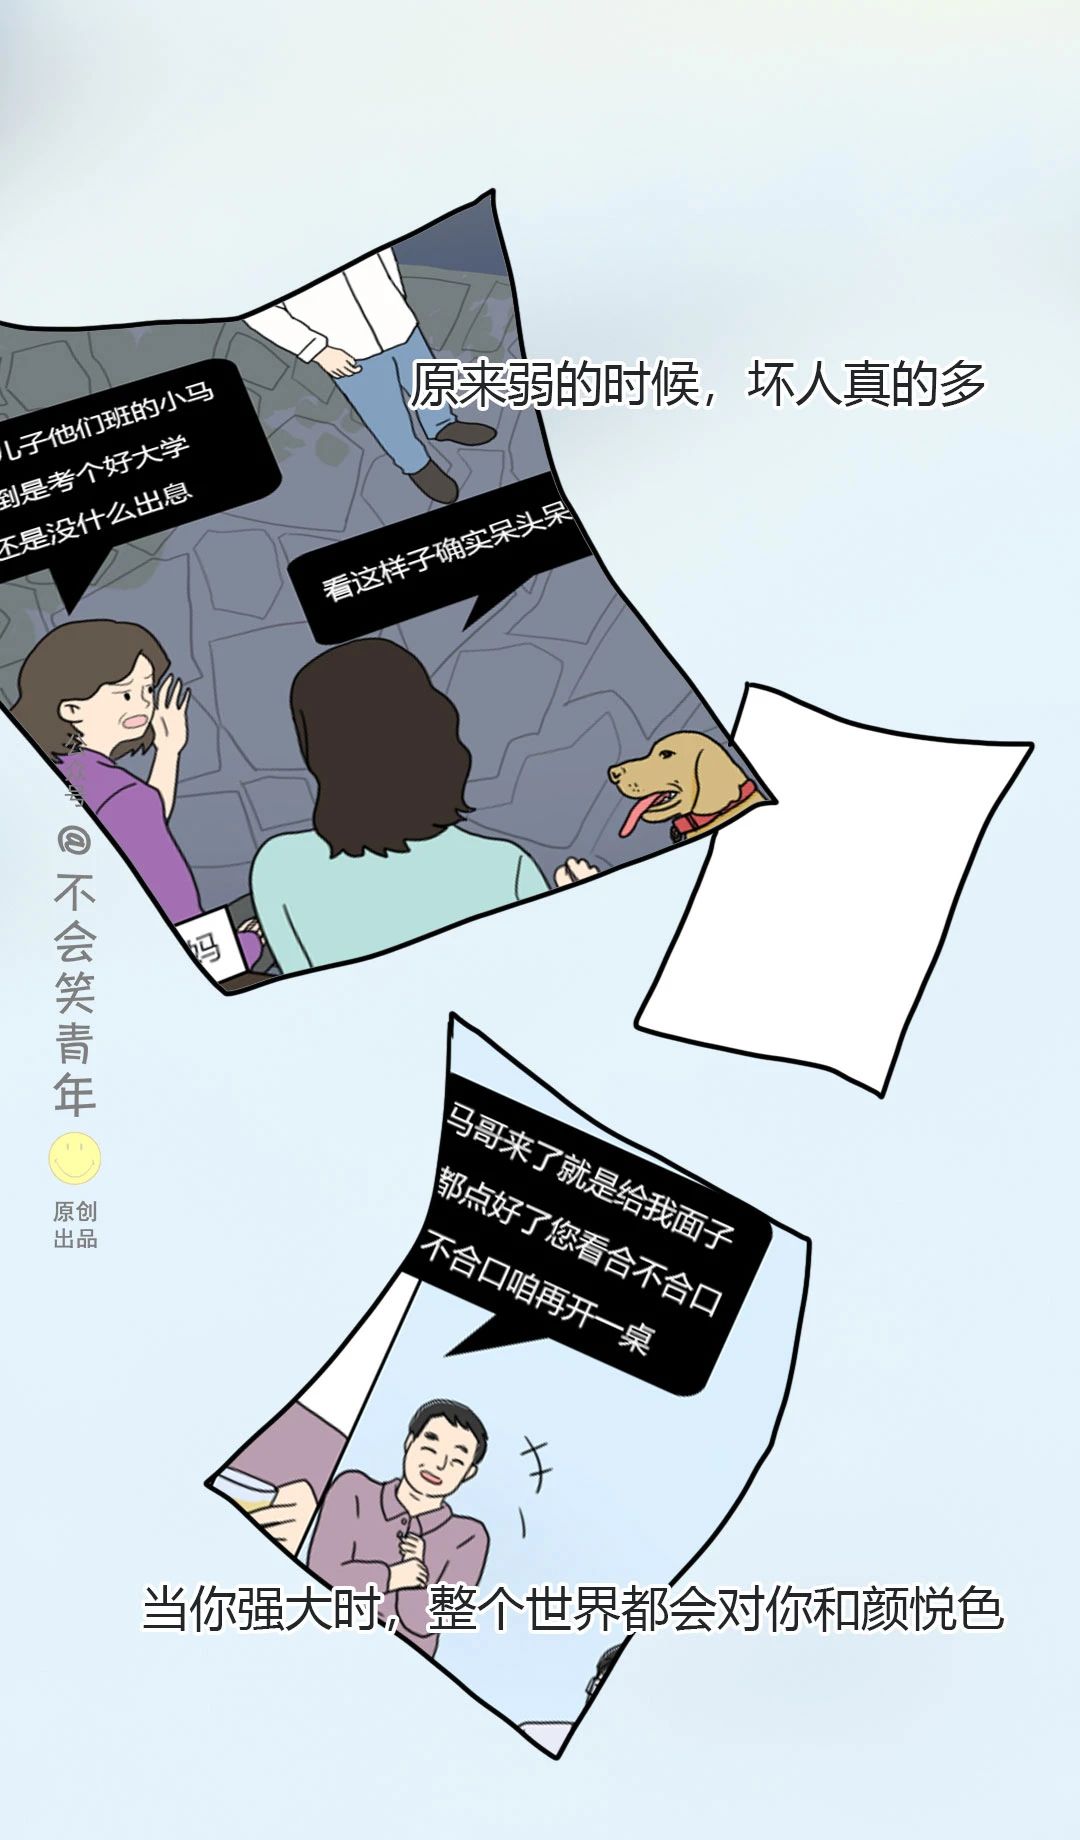 原来弱的时候，坏人真的多
儿子他们班的小马
倒是考个好大学
还是没什么出息
看这样子确实呆头呆
妈
公众号@不会笑青年
原创
出品
马哥来了就是给我面子
都点好了您看合不合口
不合口咱再开一桌
当你强大时，整个世界都会对你和颜悦色